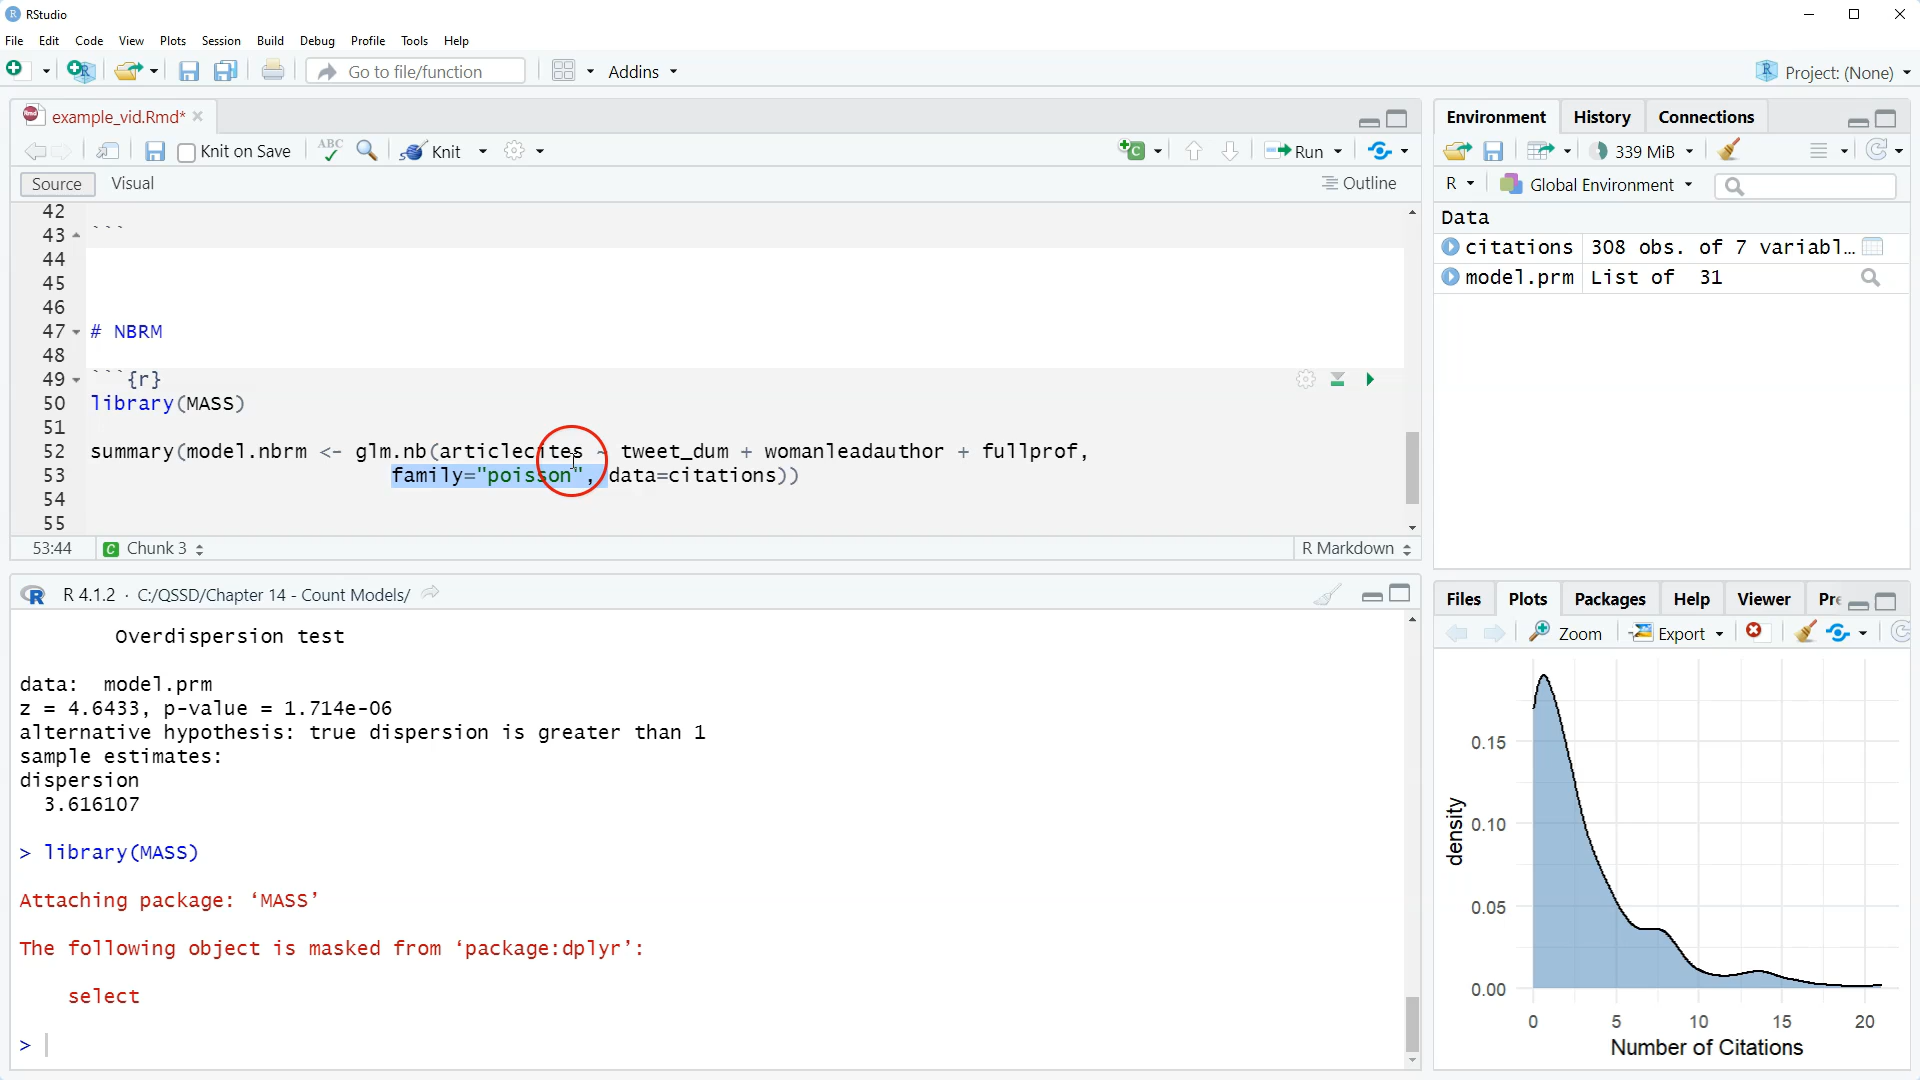 RStudio
File Edit Code View Plots Session Build Debug Profile Tools Help
Go to file/function Addins Project: (None)
example_vid.Rmd*
Knit on Save ABC Knit Run
Source Visual Outline
42
43 ```
44
45
46
47 # NBRM
48
49 ```{r}
50 library(MASS)
51
52 summary(model.nbrm <- glm.nb(articlecites ~ tweet_dum + womanleadauthor + fullprof,
53 family="poisson", data=citations))
54
55
53:44 Chunk 3 R Markdown
R 4.1.2 · C:/QSSD/Chapter 14 - Count Models/
Overdispersion test
data: model.prm
z = 4.6433, p-value = 1.714e-06
alternative hypothesis: true dispersion is greater than 1
sample estimates:
dispersion
3.616107
> library(MASS)
Attaching package: ‘MASS’
The following object is masked from ‘package:dplyr’:
select
>
Environment History Connections
339 MiB
R Global Environment
Data
citations 308 obs. of 7 variabl…
model.prm List of 31
Files Plots Packages Help Viewer Pre
Zoom Export
density
0.15
0.10
0.05
0.00
0 5 10 15 20
Number of Citations